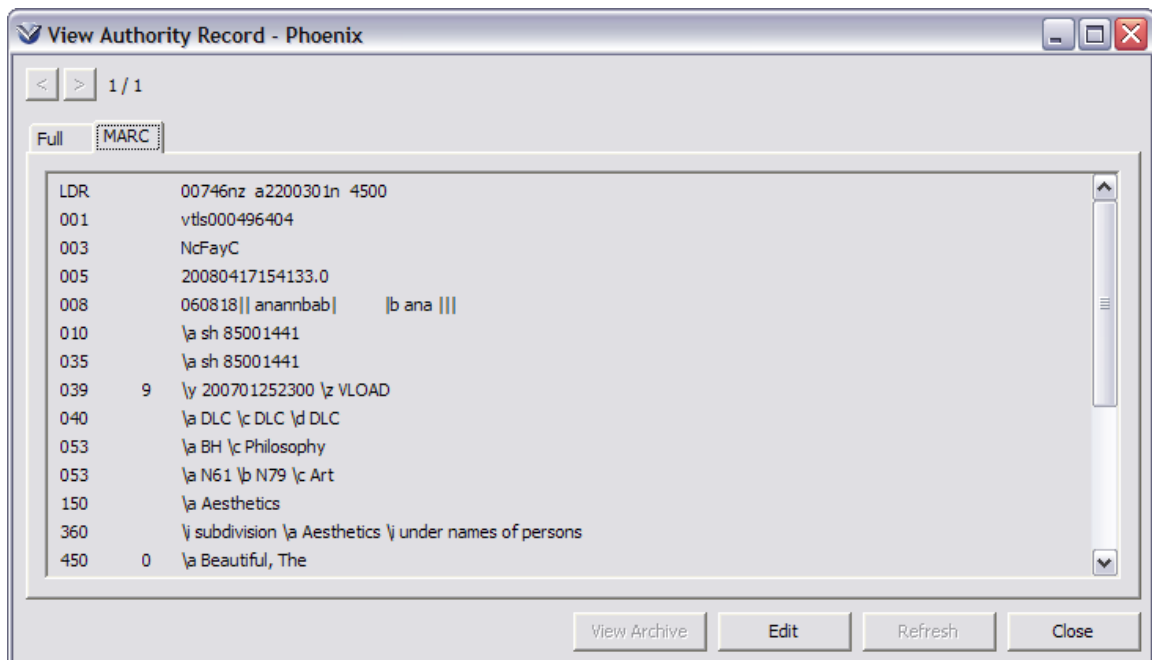 View Authority Record - Phoenix
< > 1 / 1
Full MARC
LDR 00746nz a2200301n 4500
001 vtls000496404
003 NcFayC
005 20080417154133.0
008 060818|| anannbab| |b ana |||
010 \a sh 85001441
035 \a sh 85001441
039 9 \y 200701252300 \z VLOAD
040 \a DLC \c DLC \d DLC
053 \a BH \c Philosophy
053 \a N61 \b N79 \c Art
150 \a Aesthetics
360 \i subdivision \a Aesthetics \i under names of persons
450 0 \a Beautiful, The
View Archive Edit Refresh Close